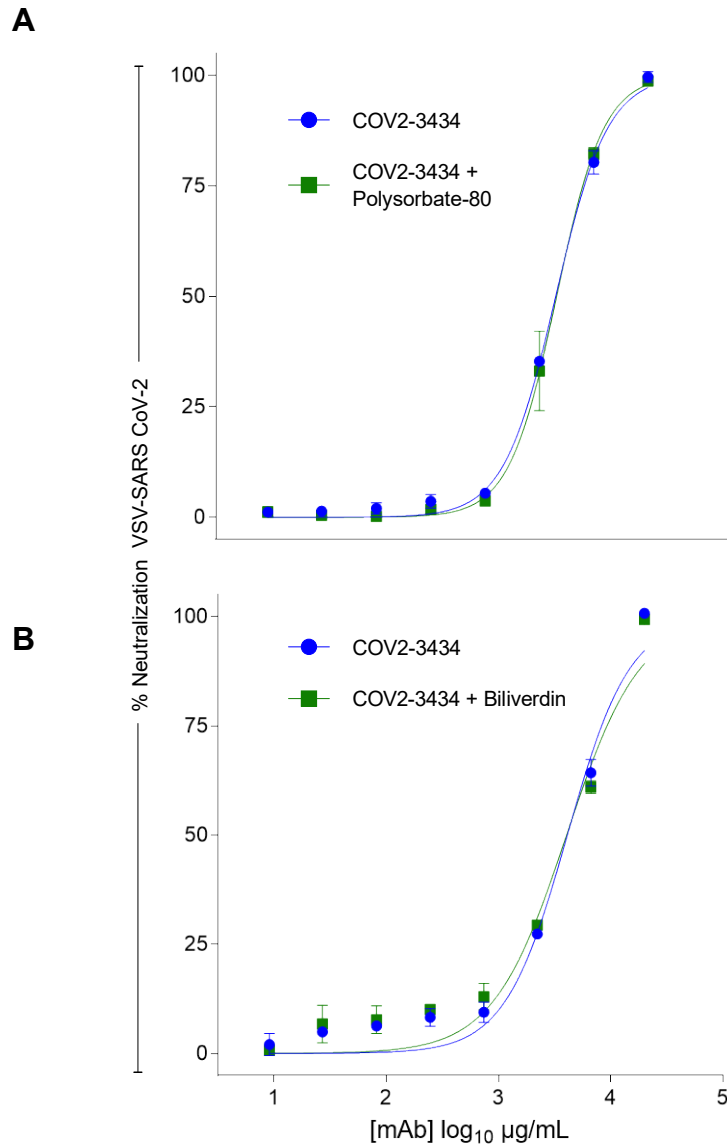 A
100
75
50
25
0
COV2-3434
COV2-3434 +
Polysorbate-80
% Neutralization VSV-SARS CoV-2
B
100
75
50
25
0
COV2-3434
COV2-3434 + Biliverdin
1 2 3 4 5
[mAb] log10 µg/mL